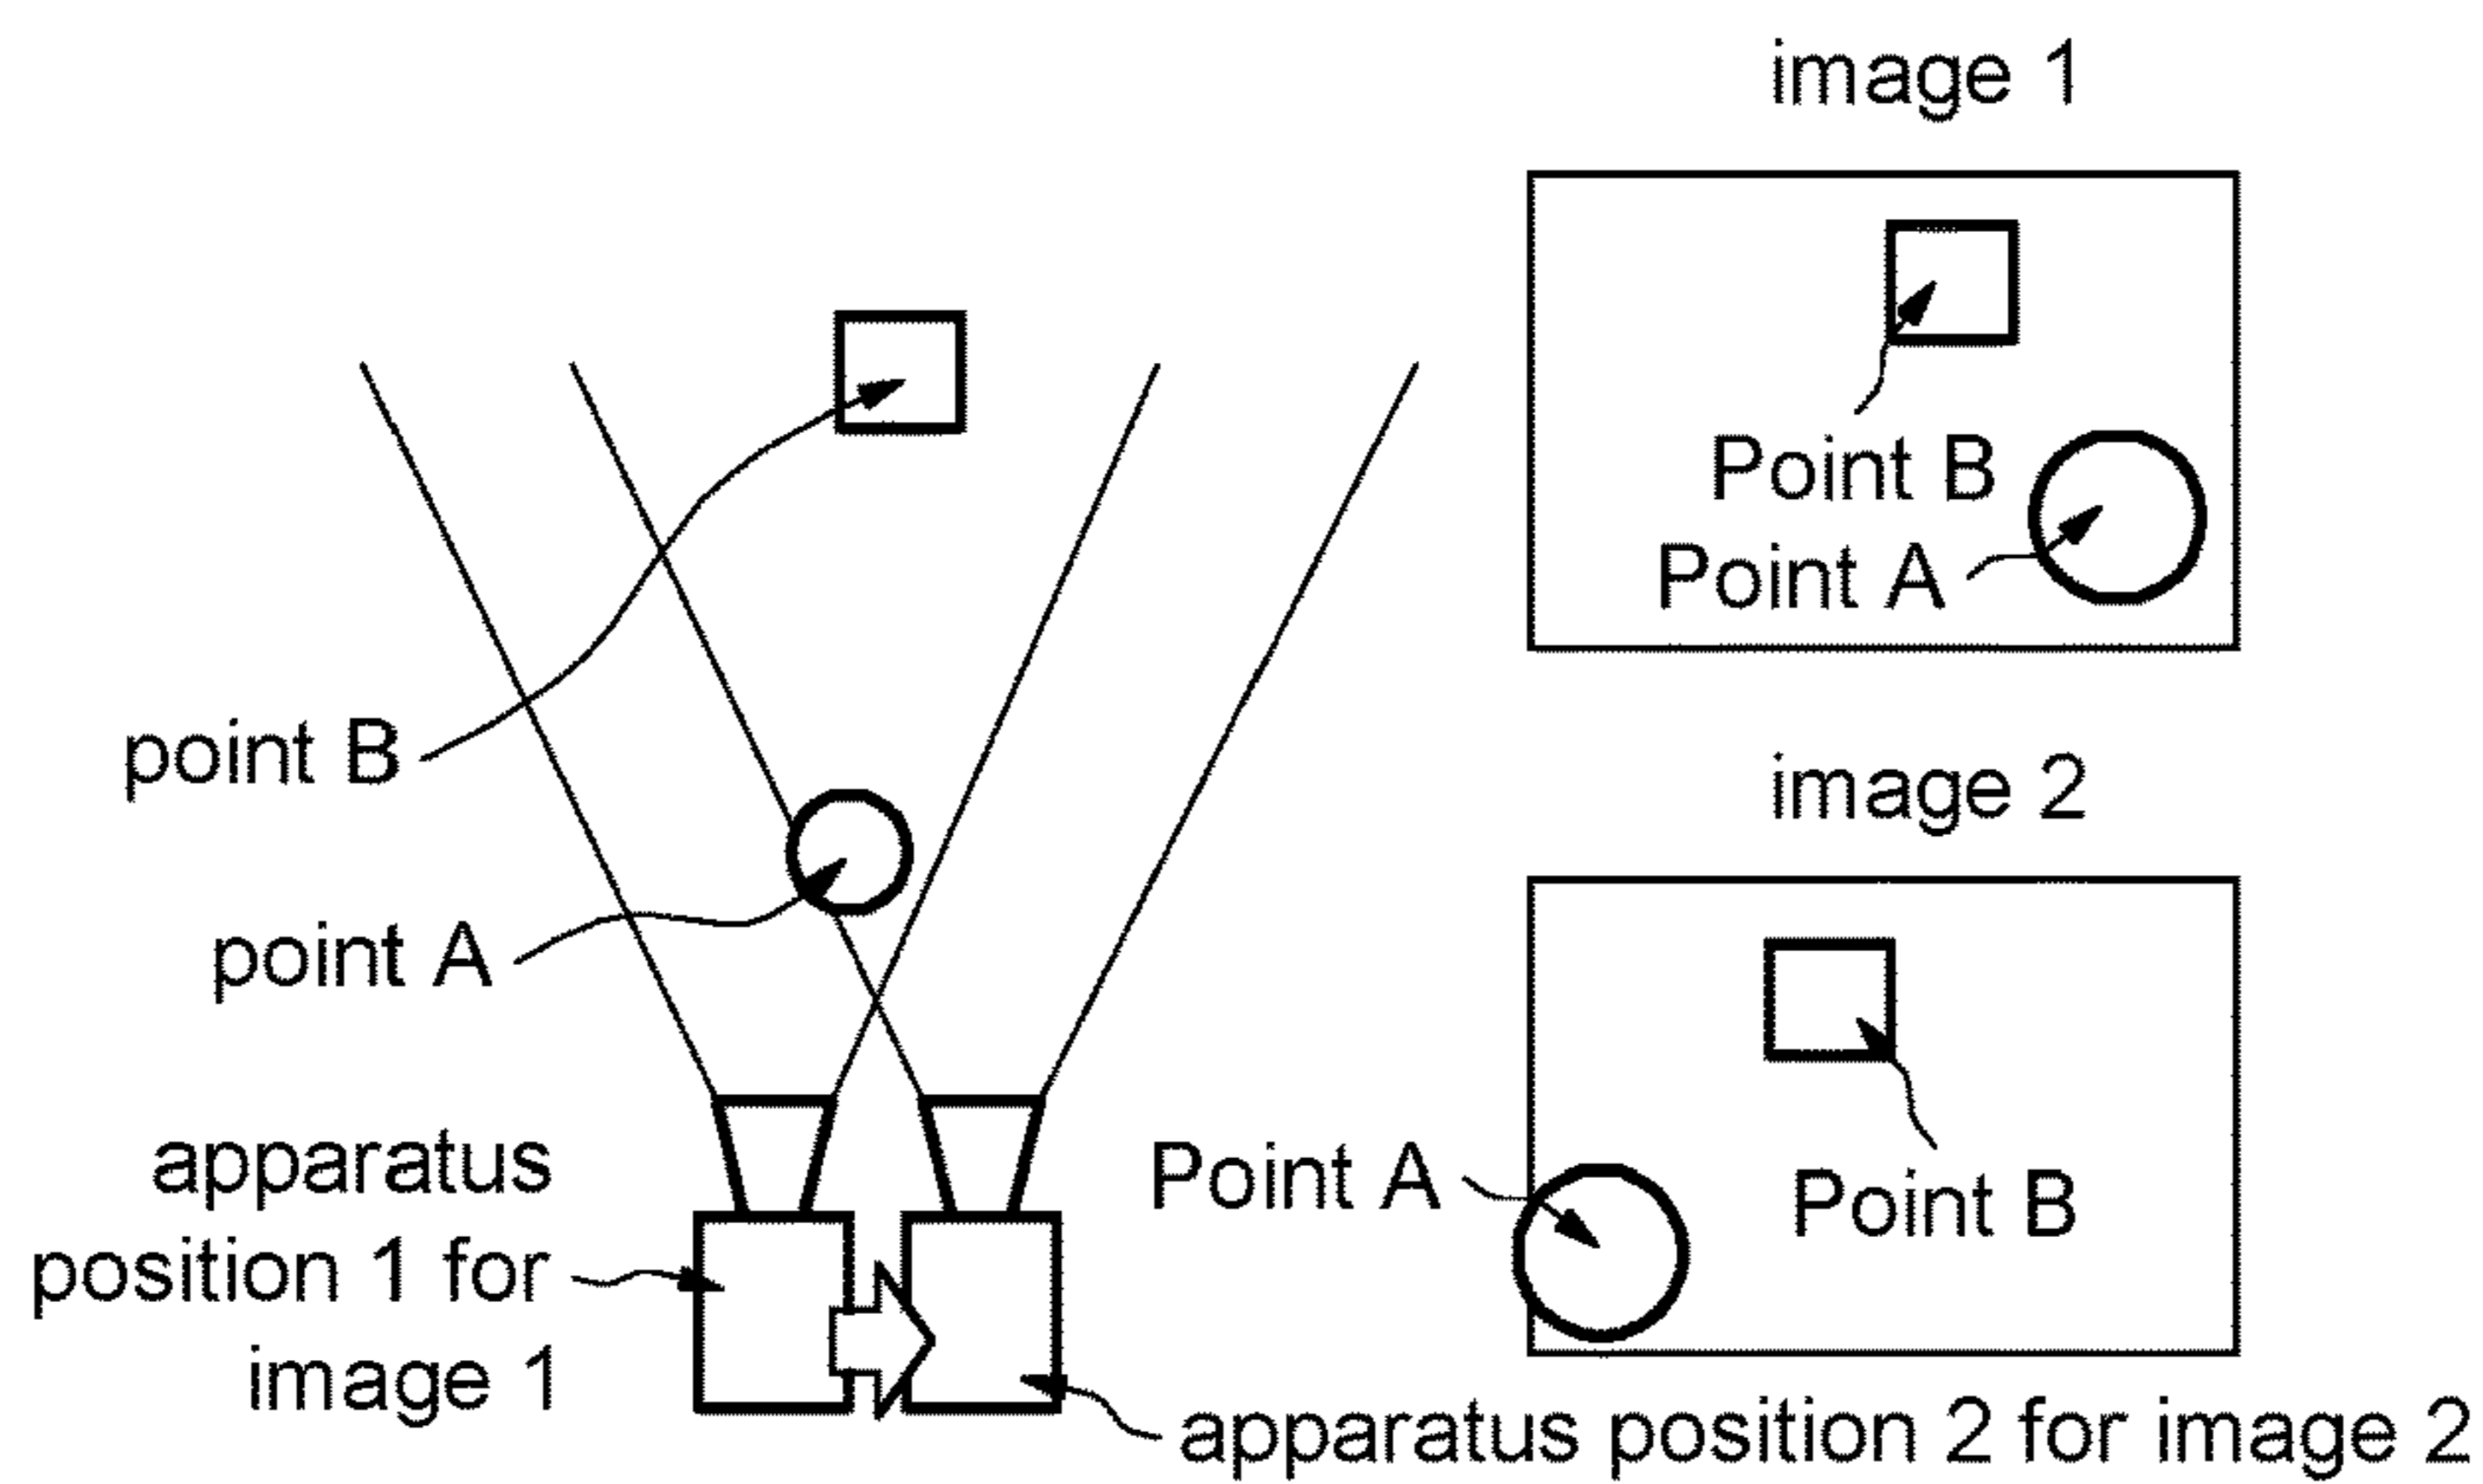 image 1
Point B
Point A
point B
point A
image 2
Point A
Point B
apparatus
position 1 for
image 1
apparatus position 2 for image 2